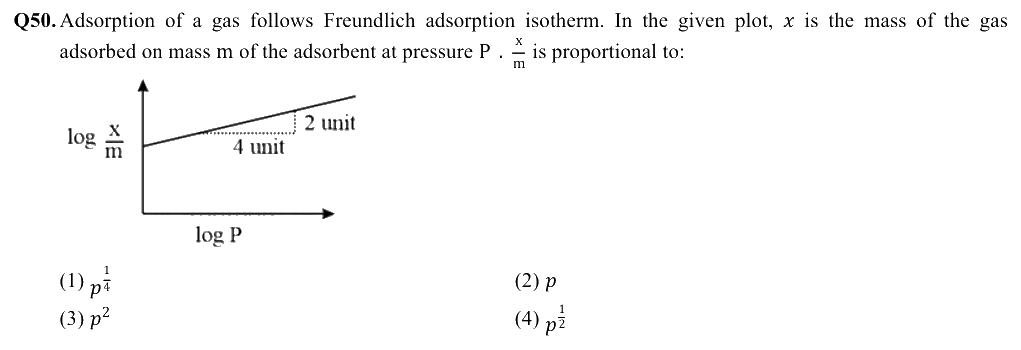 Q50. Adsorption of a gas follows Freundlich adsorption isotherm. In the given plot, x is the mass of the gas
adsorbed on mass m of the adsorbent at pressure P . x/m is proportional to:
log x/m
2 unit
4 unit
log P
(1) p^{1/4} (2) p
(3) p^2 (4) p^{1/2}